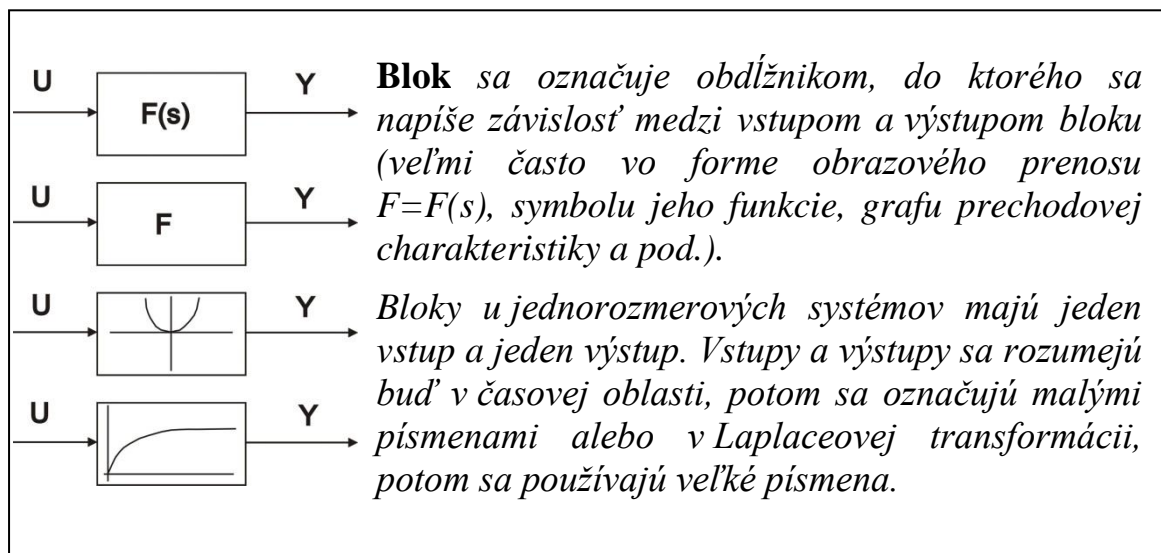 U
F(s)
Y
U
F
Y
U
Y
U
Y
Blok sa označuje obdĺžnikom, do ktorého sa
napíše závislosť medzi vstupom a výstupom bloku
(veľmi často vo forme obrazového prenosu
F=F(s), symbolu jeho funkcie, grafu prechodovej
charakteristiky a pod.).
Bloky u jednorozmerových systémov majú jeden
vstup a jeden výstup. Vstupy a výstupy sa rozumejú
buď v časovej oblasti, potom sa označujú malými
písmenami alebo v Laplaceovej transformácii,
potom sa používajú veľké písmena.